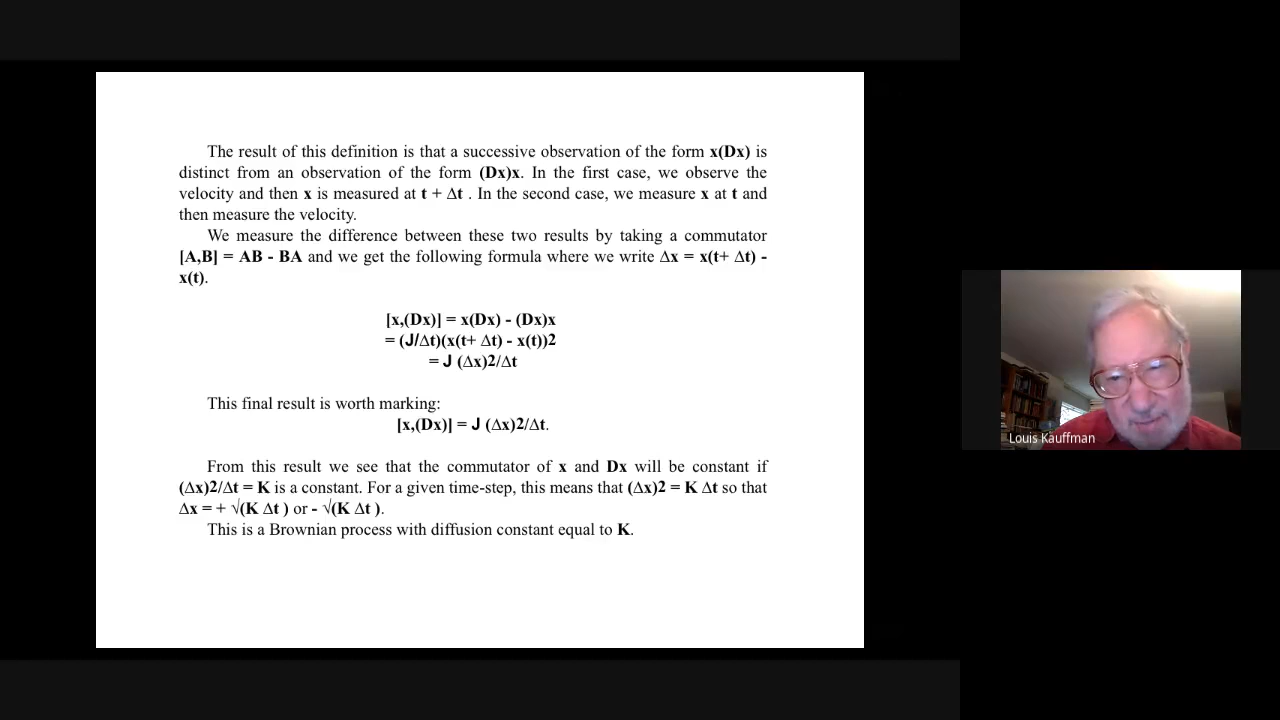 The result of this definition is that a successive observation of the form x(Dx) is
distinct from an observation of the form (Dx)x. In the first case, we observe the
velocity and then x is measured at t + Δt . In the second case, we measure x at t and
then measure the velocity.
We measure the difference between these two results by taking a commutator
[A,B] = AB - BA and we get the following formula where we write Δx = x(t+ Δt) -
x(t).
[x,(Dx)] = x(Dx) - (Dx)x
= (J/Δt)(x(t+ Δt) - x(t))2
= J (Δx)2/Δt
This final result is worth marking:
[x,(Dx)] = J (Δx)2/Δt.
From this result we see that the commutator of x and Dx will be constant if
(Δx)2/Δt = K is a constant. For a given time-step, this means that (Δx)2 = K Δt so that
Δx = + √(K Δt ) or - √(K Δt ).
This is a Brownian process with diffusion constant equal to K.
Louis Kauffman